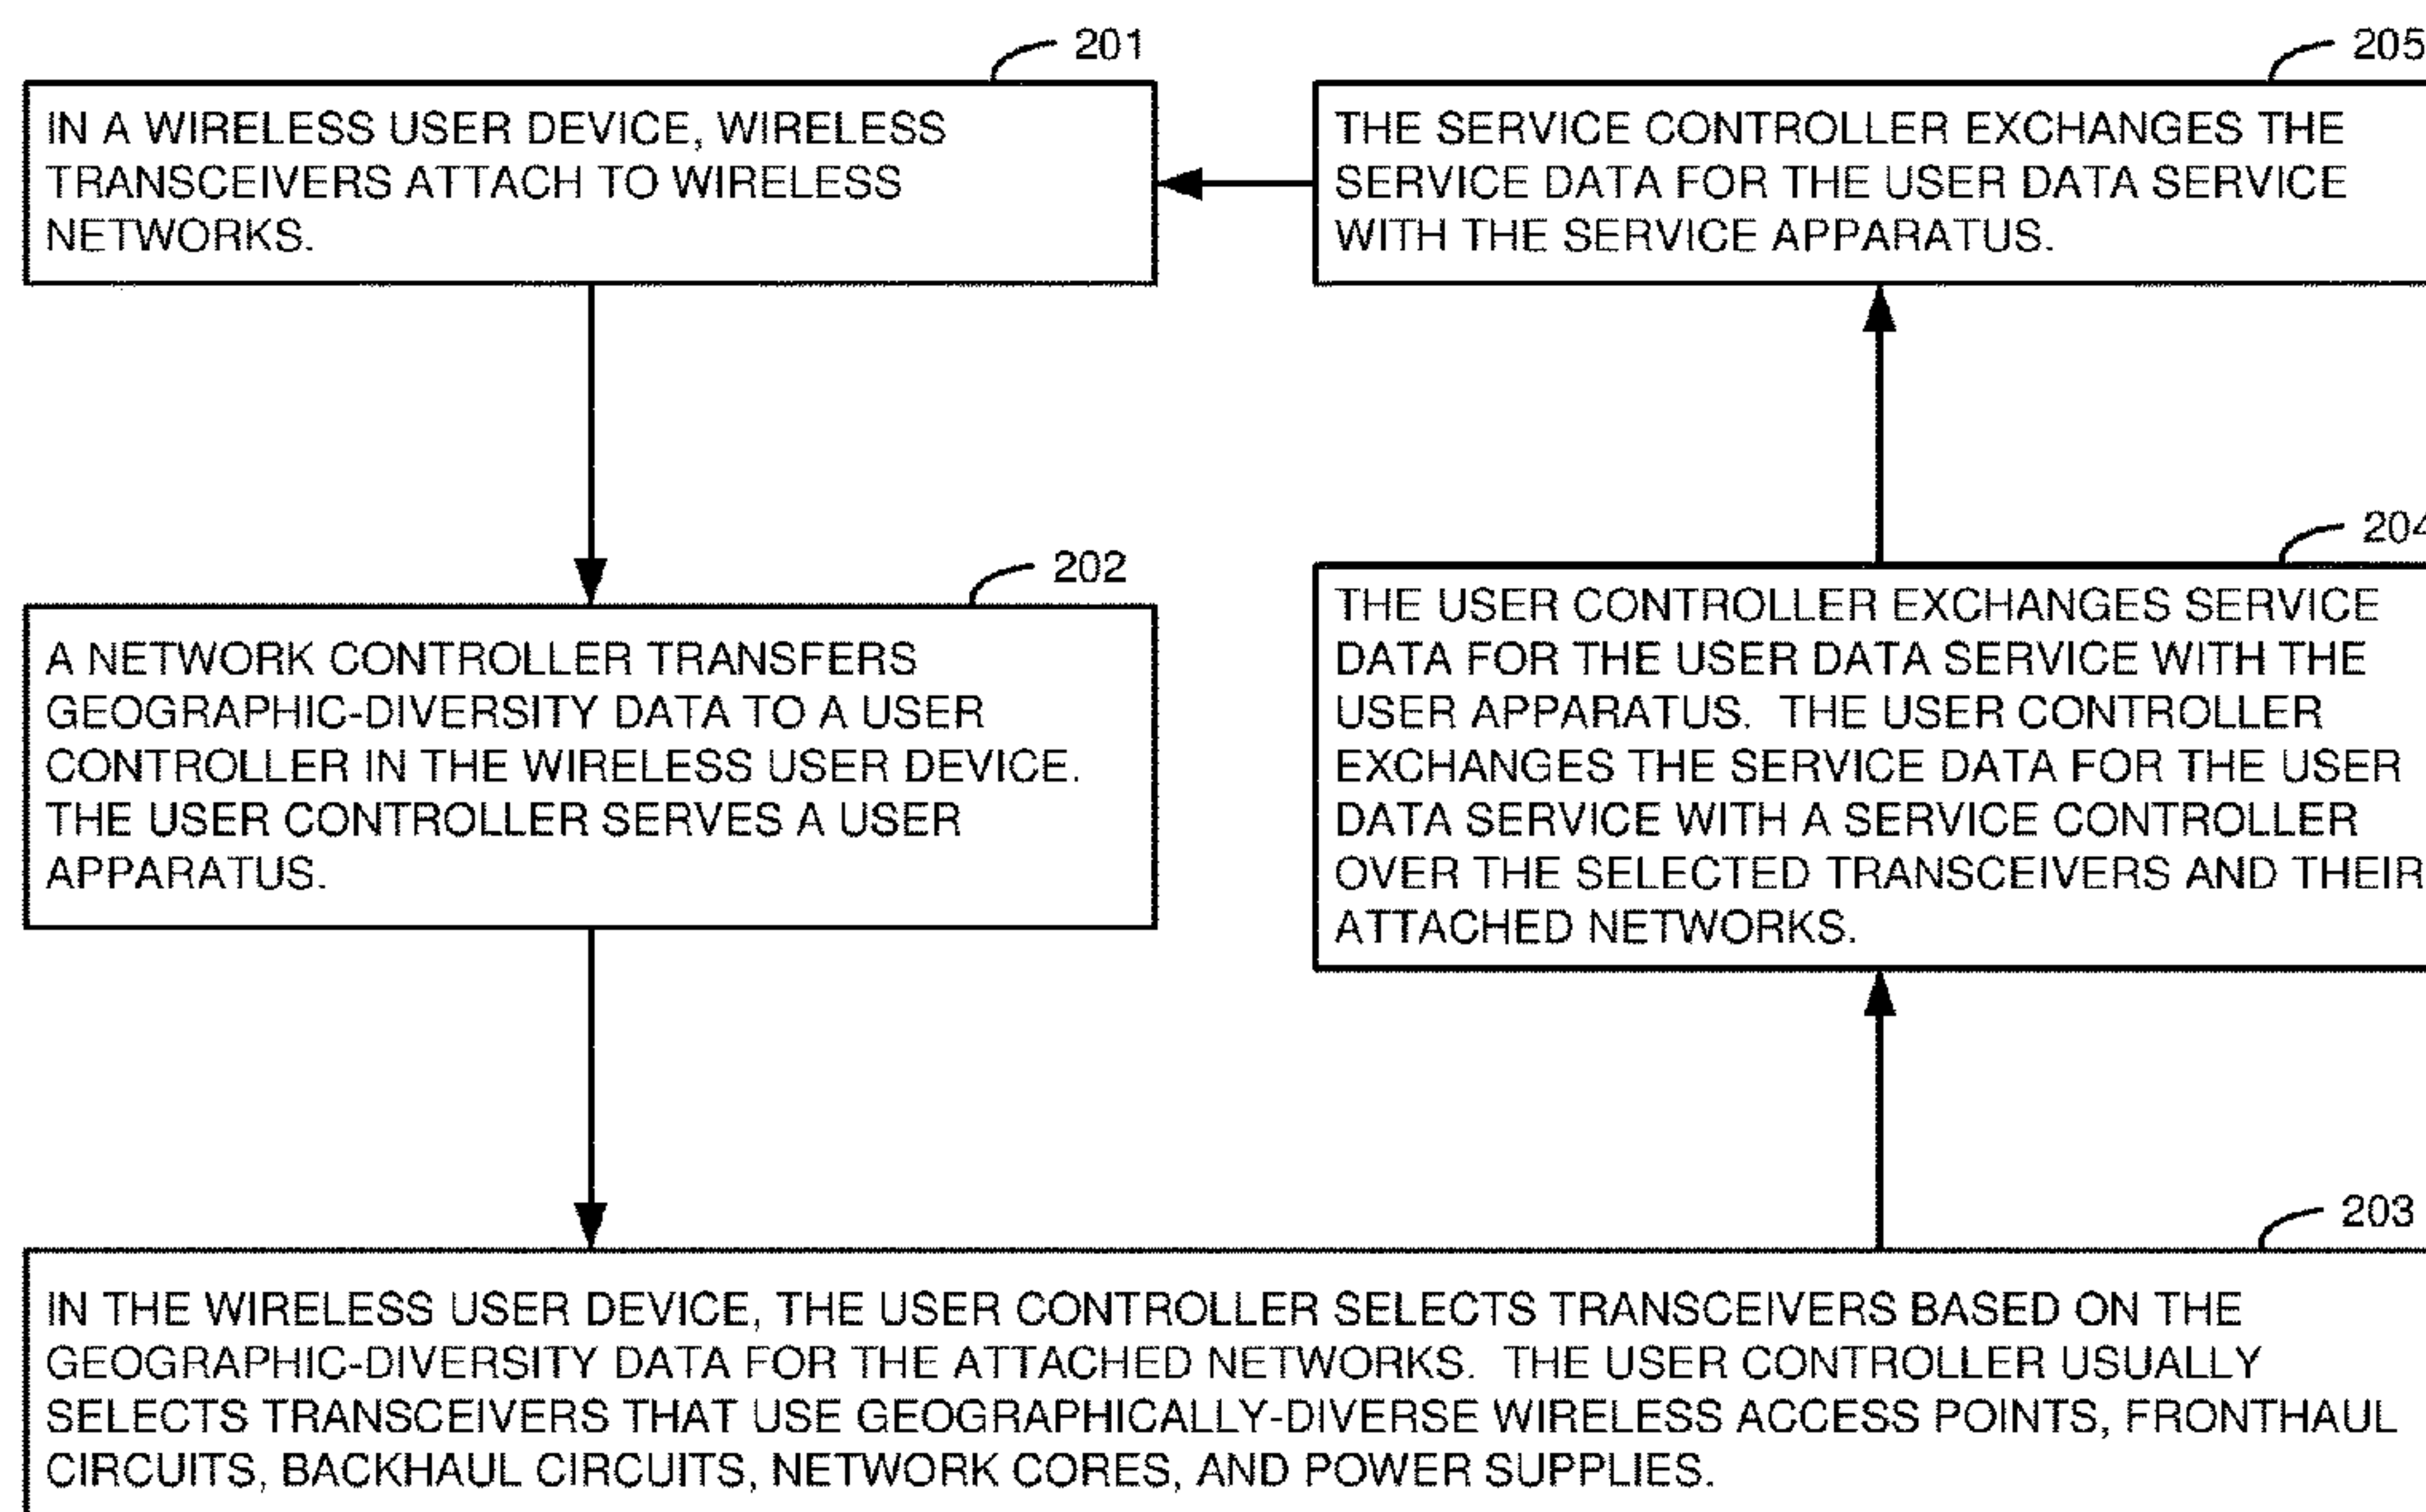 201
IN A WIRELESS USER DEVICE, WIRELESS
TRANSCEIVERS ATTACH TO WIRELESS
NETWORKS.
202
A NETWORK CONTROLLER TRANSFERS
GEOGRAPHIC-DIVERSITY DATA TO A USER
CONTROLLER IN THE WIRELESS USER DEVICE.
THE USER CONTROLLER SERVES A USER
APPARATUS.
203
IN THE WIRELESS USER DEVICE, THE USER CONTROLLER SELECTS TRANSCEIVERS BASED ON THE
GEOGRAPHIC-DIVERSITY DATA FOR THE ATTACHED NETWORKS. THE USER CONTROLLER USUALLY
SELECTS TRANSCEIVERS THAT USE GEOGRAPHICALLY-DIVERSE WIRELESS ACCESS POINTS, FRONTHAUL
CIRCUITS, BACKHAUL CIRCUITS, NETWORK CORES, AND POWER SUPPLIES.
204
THE USER CONTROLLER EXCHANGES SERVICE
DATA FOR THE USER DATA SERVICE WITH THE
USER APPARATUS. THE USER CONTROLLER
EXCHANGES THE SERVICE DATA FOR THE USER
DATA SERVICE WITH A SERVICE CONTROLLER
OVER THE SELECTED TRANSCEIVERS AND THEIR
ATTACHED NETWORKS.
205
THE SERVICE CONTROLLER EXCHANGES THE
SERVICE DATA FOR THE USER DATA SERVICE
WITH THE SERVICE APPARATUS.